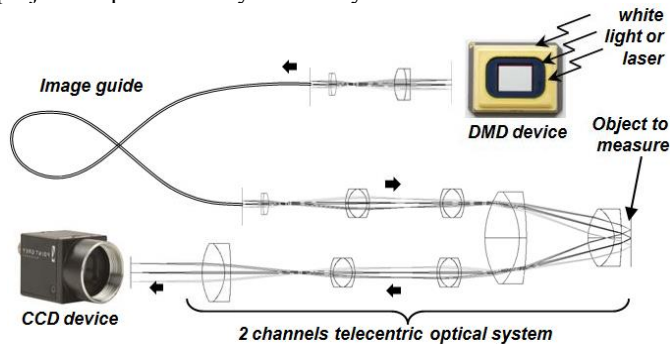 white
light or
laser
Image guide
DMD device
Object to
measure
CCD device
2 channels telecentric optical system